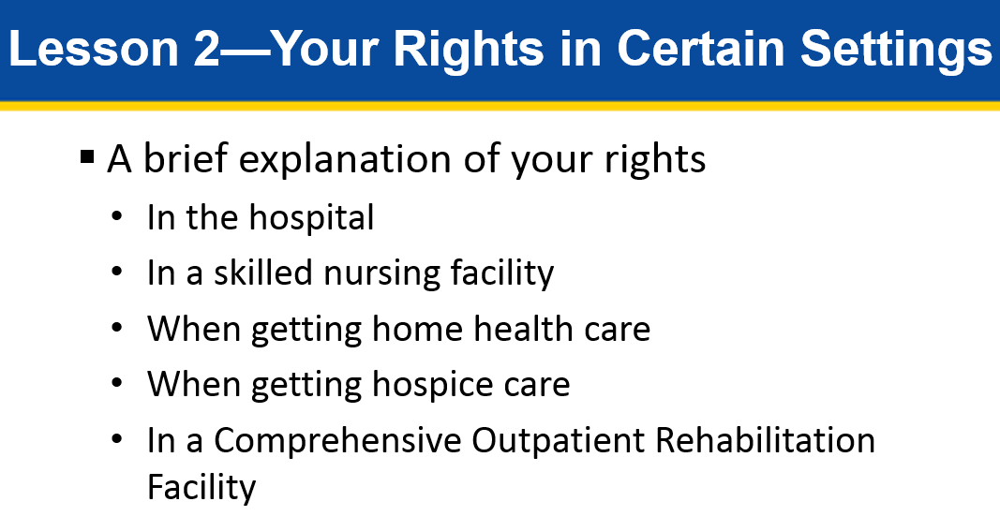 Lesson 2—Your Rights in Certain Settings
▪ A brief explanation of your rights
• In the hospital
• In a skilled nursing facility
• When getting home health care
• When getting hospice care
• In a Comprehensive Outpatient Rehabilitation
Facility